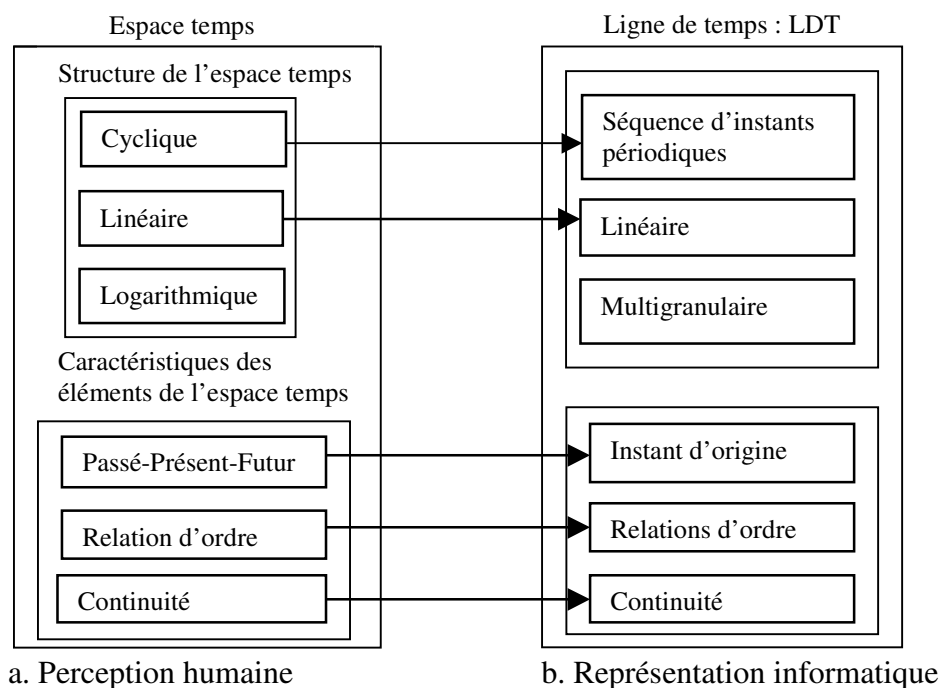 Espace temps
Structure de l'espace temps
Cyclique
Linéaire
Logarithmique
Caractéristiques des
éléments de l'espace temps
Passé-Présent-Futur
Relation d'ordre
Continuité
a. Perception humaine
Ligne de temps : LDT
Séquence d'instants
périodiques
Linéaire
Multigranulaire
Instant d'origine
Relations d'ordre
Continuité
b. Représentation informatique